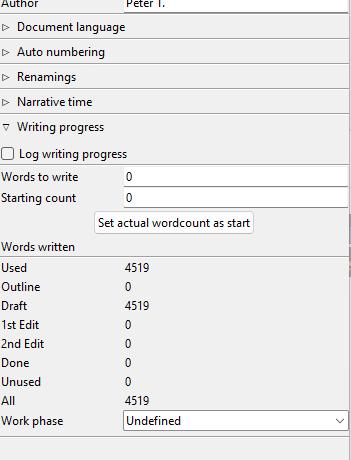 Author Peter T.
Document language
Auto numbering
Renamings
Narrative time
Writing progress
Log writing progress
Words to write 0
Starting count 0
Set actual wordcount as start
Words written
Used 4519
Outline 0
Draft 4519
1st Edit 0
2nd Edit 0
Done 0
Unused 0
All 4519
Work phase Undefined